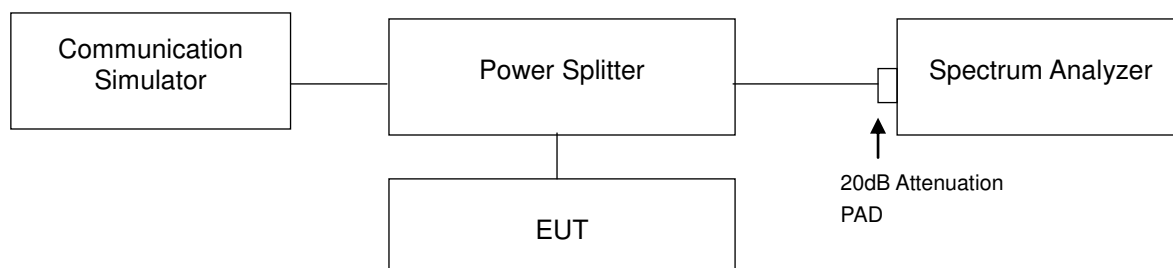 Communication
Simulator
Power Splitter
Spectrum Analyzer
20dB Attenuation
PAD
EUT